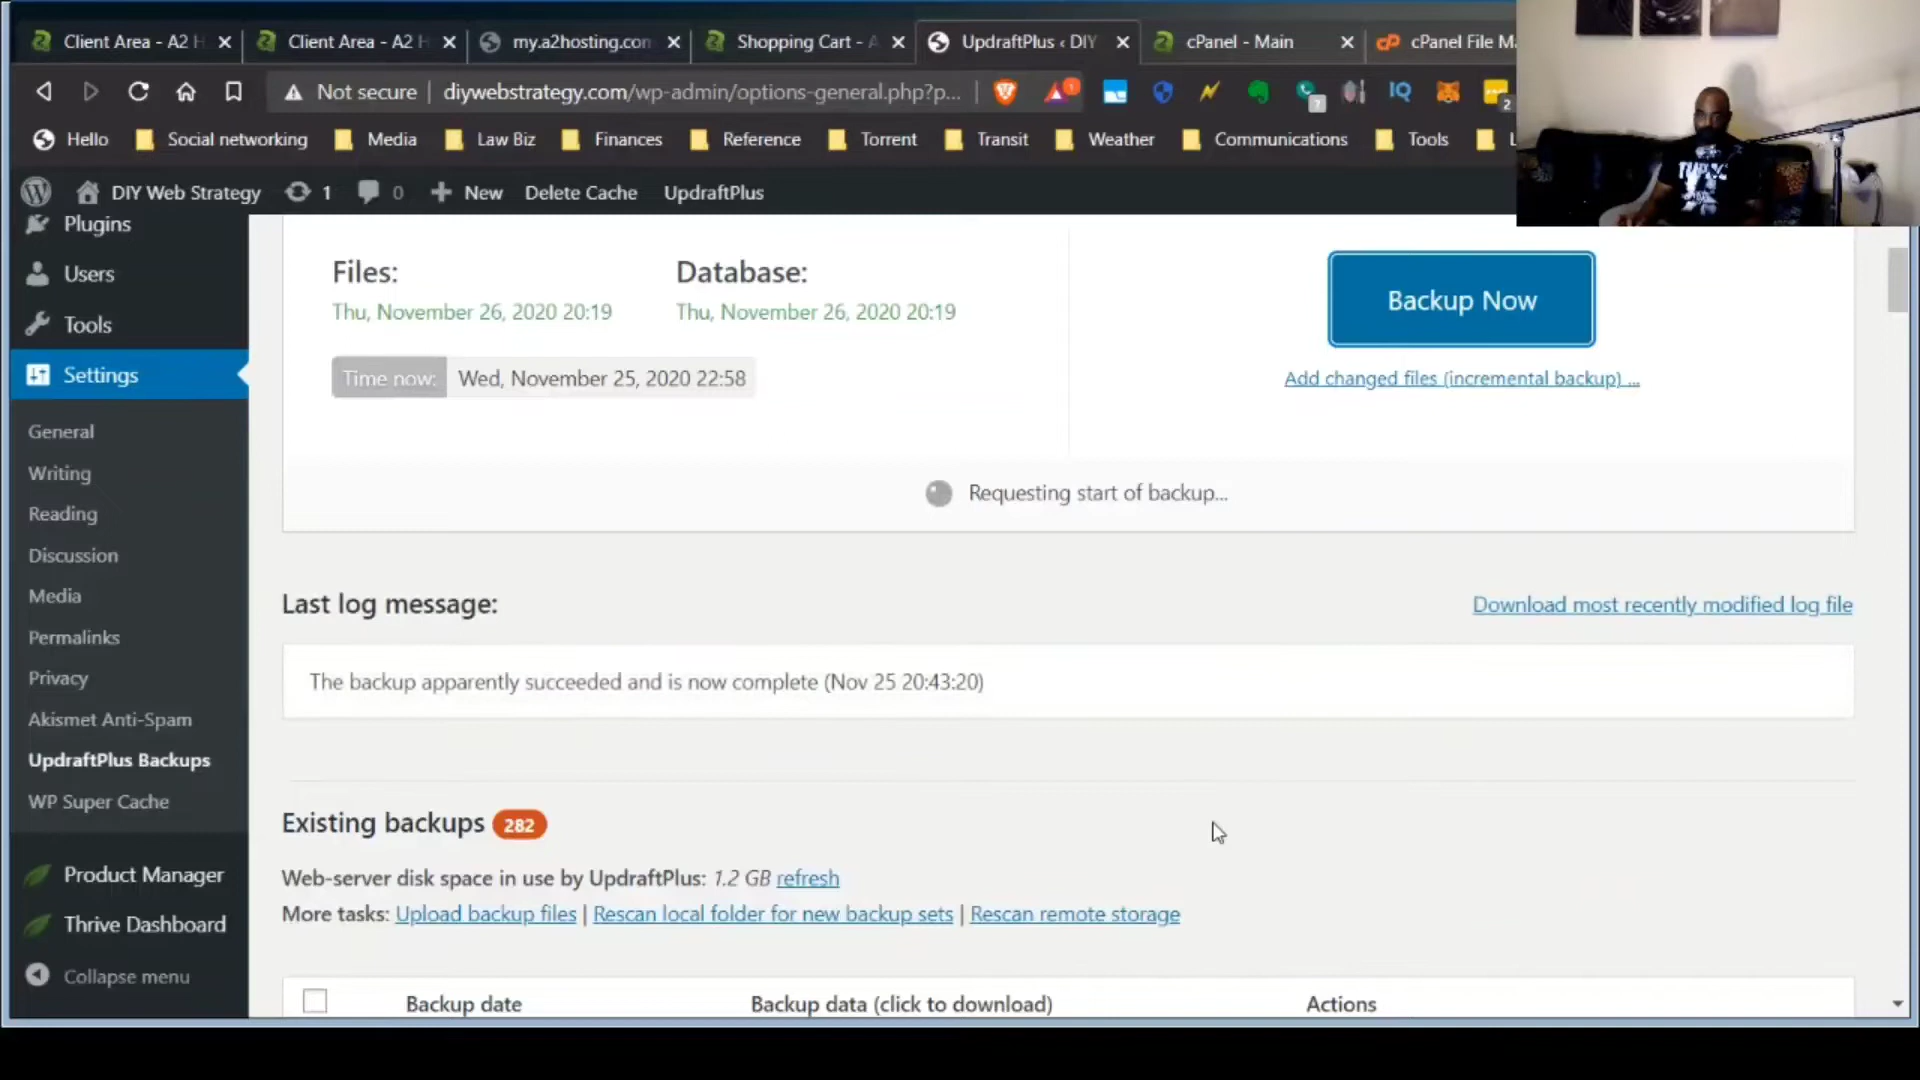 Client Area - A2 H
Client Area - A2 H
my.a2hosting.con
Shopping Cart - A
UpdraftPlus ‹ DIY
cPanel - Main
cPanel File Ma
Not secure
diywebstrategy.com/wp-admin/options-general.php?p...
1
7
IQ
2
Hello
Social networking
Media
Law Biz
Finances
Reference
Torrent
Transit
Weather
Communications
Tools
L
DIY Web Strategy
1
0
New
Delete Cache
UpdraftPlus
Plugins
Users
Tools
Settings
General
Writing
Reading
Discussion
Media
Permalinks
Privacy
Akismet Anti-Spam
UpdraftPlus Backups
WP Super Cache
Product Manager
Thrive Dashboard
Collapse menu
Files:
Thu, November 26, 2020 20:19
Database:
Thu, November 26, 2020 20:19
Time now: Wed, November 25, 2020 22:58
Backup Now
Add changed files (incremental backup) ...
Requesting start of backup...
Last log message:
Download most recently modified log file
The backup apparently succeeded and is now complete (Nov 25 20:43:20)
Existing backups 282
Web-server disk space in use by UpdraftPlus: 1.2 GB refresh
More tasks: Upload backup files | Rescan local folder for new backup sets | Rescan remote storage
Backup date
Backup data (click to download)
Actions